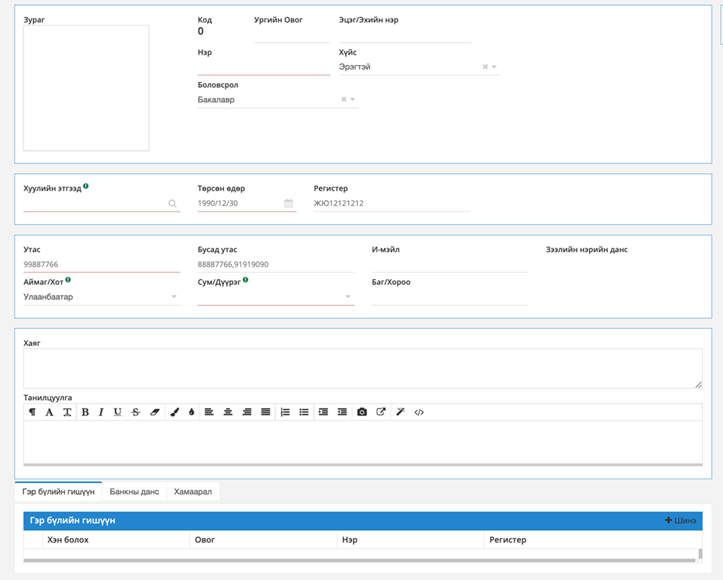 Зураг
Код
Ургийн Овог
Эцэг/Эхийн нэр
0
Нэр
Хүйс
Эрэгтэй
Боловсрол
Бакалавр
Хуулийн этгээд
Төрсөн өдөр
Регистер
1990/12/30
ЖЮ12121212
Утас
Бусад утас
И-мэйл
Зээлийн нэрийн данс
99887766
88887766,91919090
Аймаг/Хот
Сум/Дүүрэг
Баг/Хороо
Улаанбаатар
Хаяг
Танилцуулга
Гэр бүлийн гишүүн
Банкны данс
Хамаарал
Гэр бүлийн гишүүн
Шинэ
Хэн болох
Овог
Нэр
Регистер